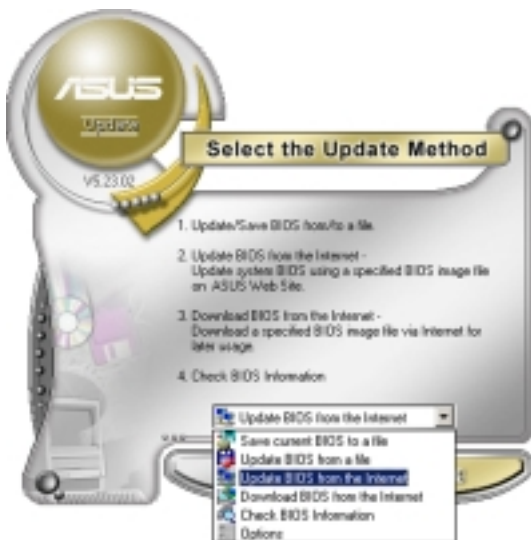 ASUS
Update
V5.23.02
Select the Update Method
1. Update/Save BIOS from/to a file.
2. Update BIOS from the Internet -
Update system BIOS using a specified BIOS image file
on ASUS Web Site.
3. Download BIOS from the Internet -
Download a specified BIOS image file via Internet for
later usage.
4. Check BIOS Information
Update BIOS from the Internet
Save current BIOS to a file
Update BIOS from a file
Update BIOS from the Internet
Download BIOS from the Internet
Check BIOS Information
Options